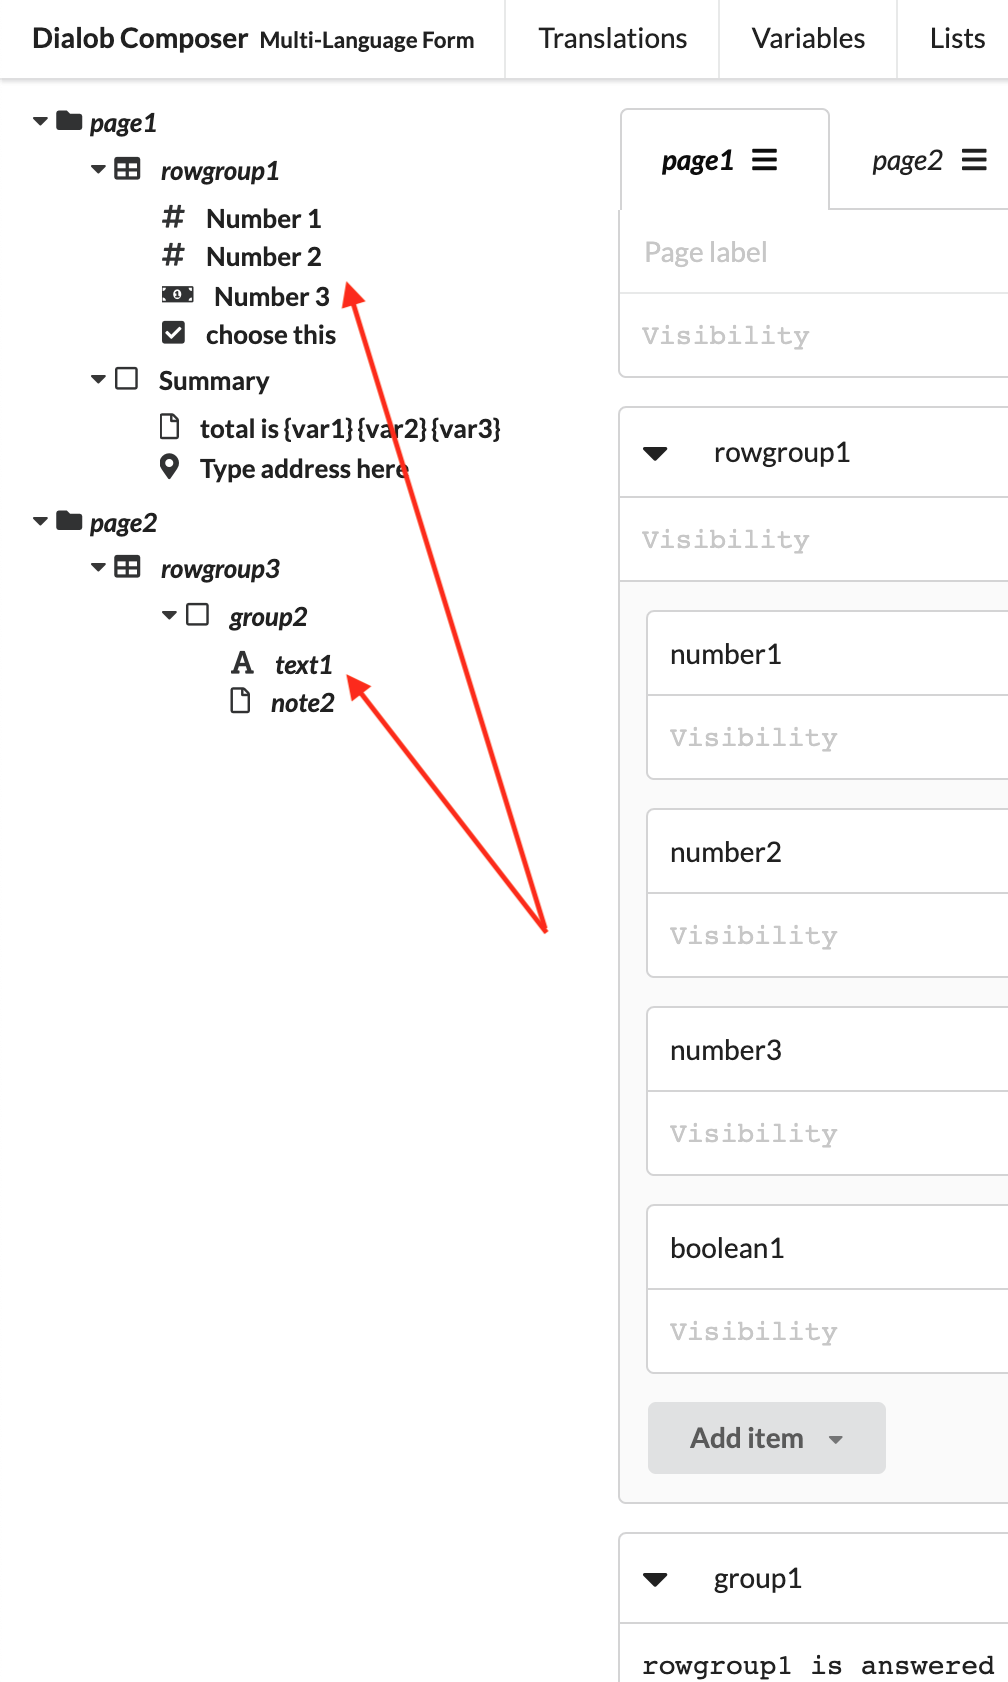 Dialob Composer Multi-Language Form Translations Variables Lists
page1
rowgroup1
Number 1
Number 2
Number 3
choose this
Summary
total is {var1} {var2} {var3}
Type address here
page2
rowgroup3
group2
text1
note2
page1 page2
Page label
Visibility
rowgroup1
Visibility
number1
Visibility
number2
Visibility
number3
Visibility
boolean1
Visibility
Add item
group1
rowgroup1 is answered